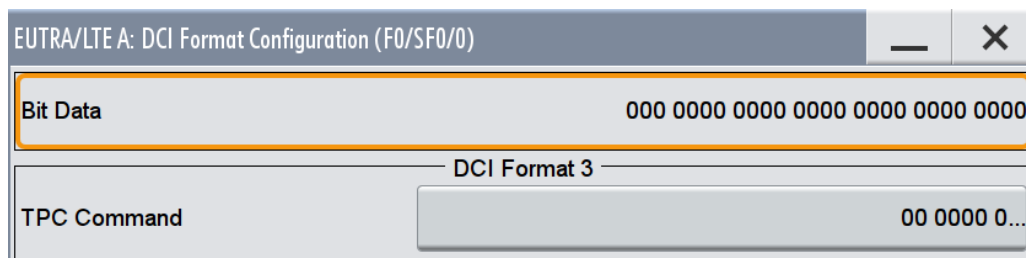 EUTRA/LTE A: DCI Format Configuration (F0/SF0/0)
Bit Data 000 0000 0000 0000 0000 0000 0000
DCI Format 3
TPC Command 00 0000 0...